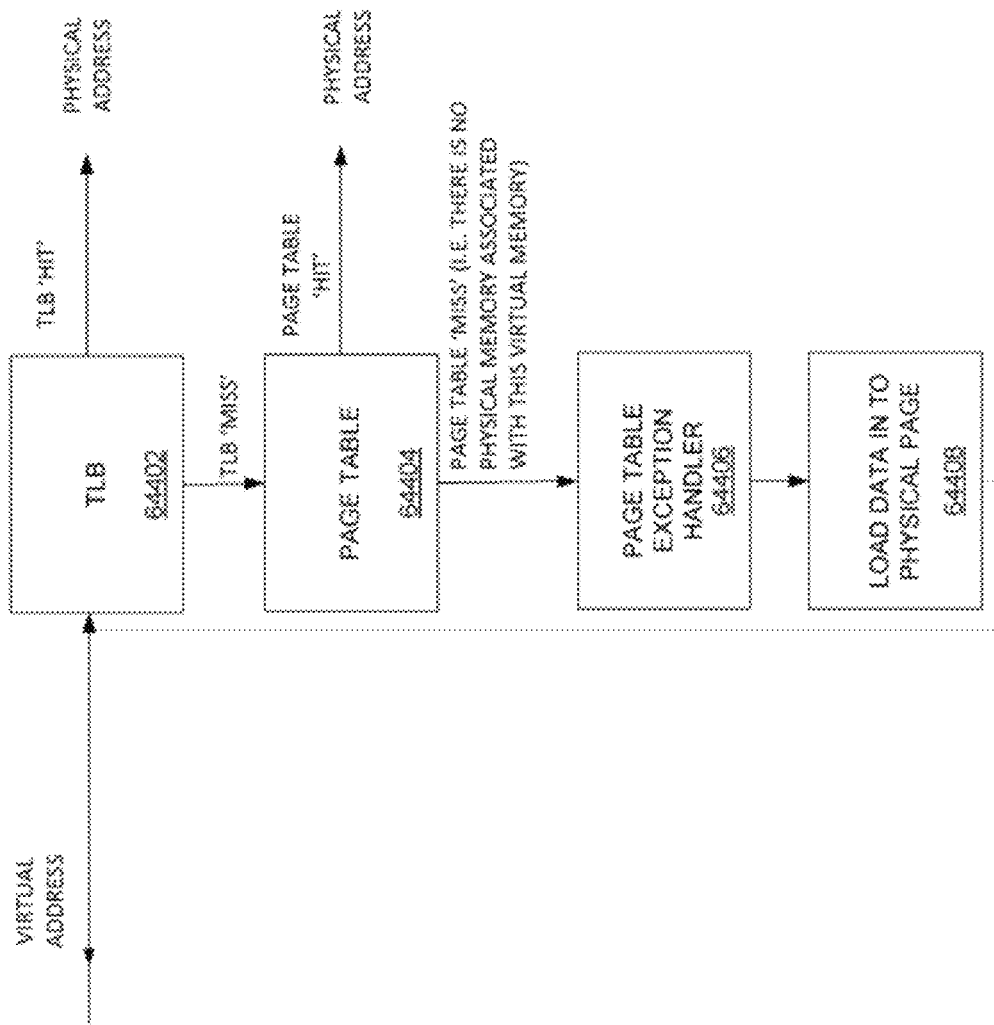 VIRTUAL
ADDRESS
TLB
64402
TLB 'HIT'
PHYSICAL
ADDRESS
TLB 'MISS'
PAGE TABLE
64404
PAGE TABLE
'HIT'
PHYSICAL
ADDRESS
PAGE TABLE 'MISS' (I.E. THERE IS NO
PHYSICAL MEMORY ASSOCIATED
WITH THIS VIRTUAL MEMORY)
PAGE TABLE
EXCEPTION
HANDLER
64406
LOAD DATA IN TO
PHYSICAL PAGE
64408